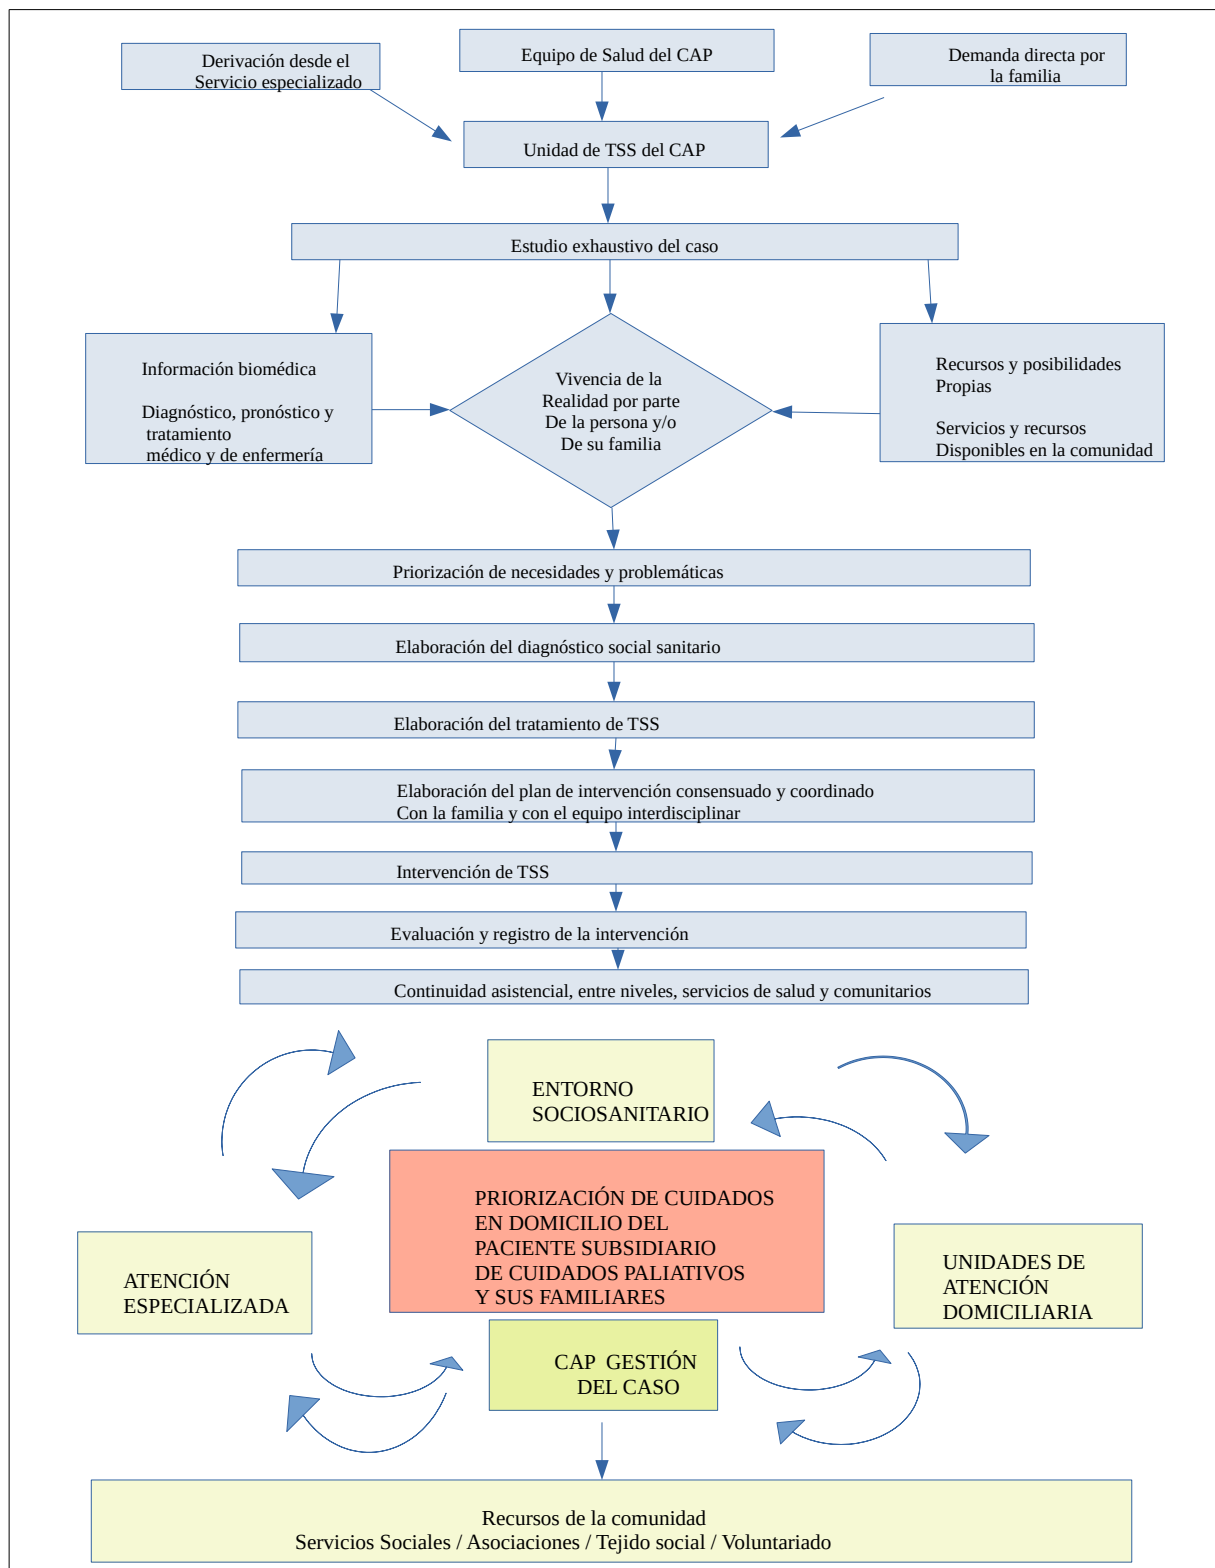 Derivación desde el
Servicio especializado
Equipo de Salud del CAP
Demanda directa por
la familia
Unidad de TSS del CAP
Estudio exhaustivo del caso
Información biomédica
Diagnóstico, pronóstico y
tratamiento
médico y de enfermería
Vivencia de la
Realidad por parte
De la persona y/o
De su familia
Recursos y posibilidades
Propias
Servicios y recursos
Disponibles en la comunidad
Priorización de necesidades y problemáticas
Elaboración del diagnóstico social sanitario
Elaboración del tratamiento de TSS
Elaboración del plan de intervención consensuado y coordinado
Con la familia y con el equipo interdisciplinar
Intervención de TSS
Evaluación y registro de la intervención
Continuidad asistencial, entre niveles, servicios de salud y comunitarios
ENTORNO
SOCIOSANITARIO
PRIORIZACIÓN DE CUIDADOS
EN DOMICILIO DEL
PACIENTE SUBSIDIARIO
DE CUIDADOS PALIATIVOS
Y SUS FAMILIARES
ATENCIÓN
ESPECIALIZADA
UNIDADES DE
ATENCIÓN
DOMICILIARIA
CAP GESTIÓN
DEL CASO
Recursos de la comunidad
Servicios Sociales / Asociaciones / Tejido social / Voluntariado